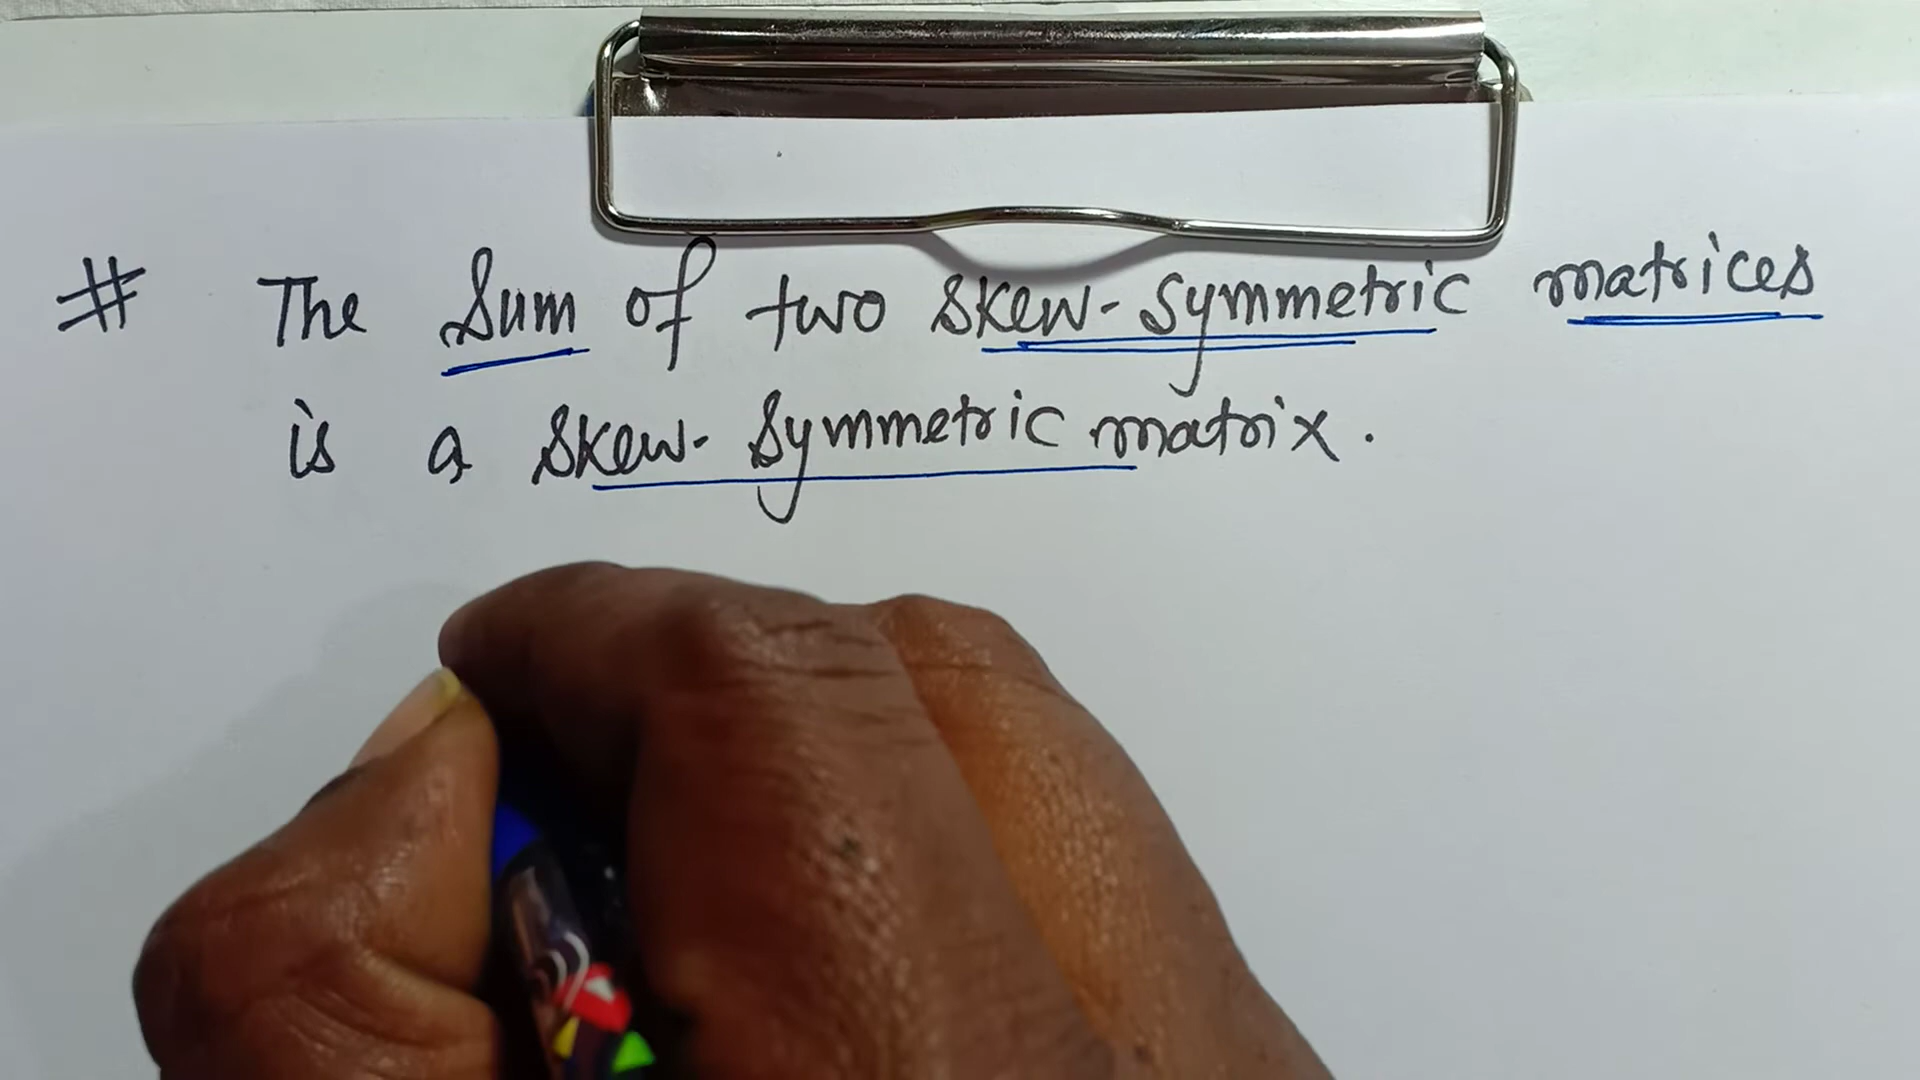 # The Sum of two skew-symmetric matrices
is a skew-symmetric matrix.